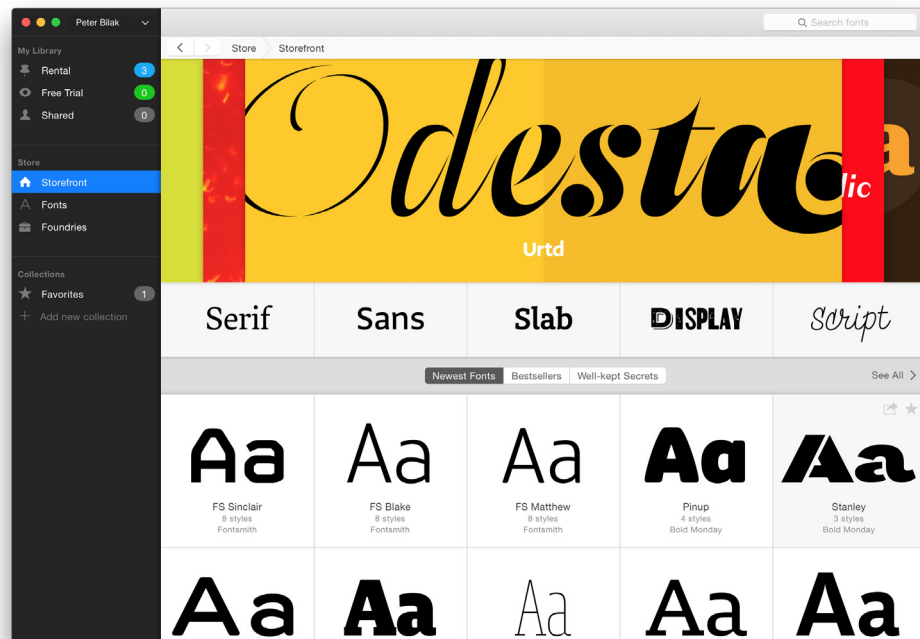 Peter Bilak
Search fonts
My Library
Rental 3
Free Trial 0
Shared 0
Store
Storefront
Fonts
Foundries
Collections
Favorites 1
Add new collection
Store Storefront
Odesta
lic
a
Urtd
Serif Sans Slab DISPLAY Script
Newest Fonts Bestsellers Well-kept Secrets See All
Aa Aa Aa Aa Aa
FS Sinclair FS Blake FS Matthew Pinup Stanley
8 styles 8 styles 8 styles 4 styles 3 styles
Fontsmith Fontsmith Fontsmith Bold Monday Bold Monday
Aa Aa Aa Aa Aa